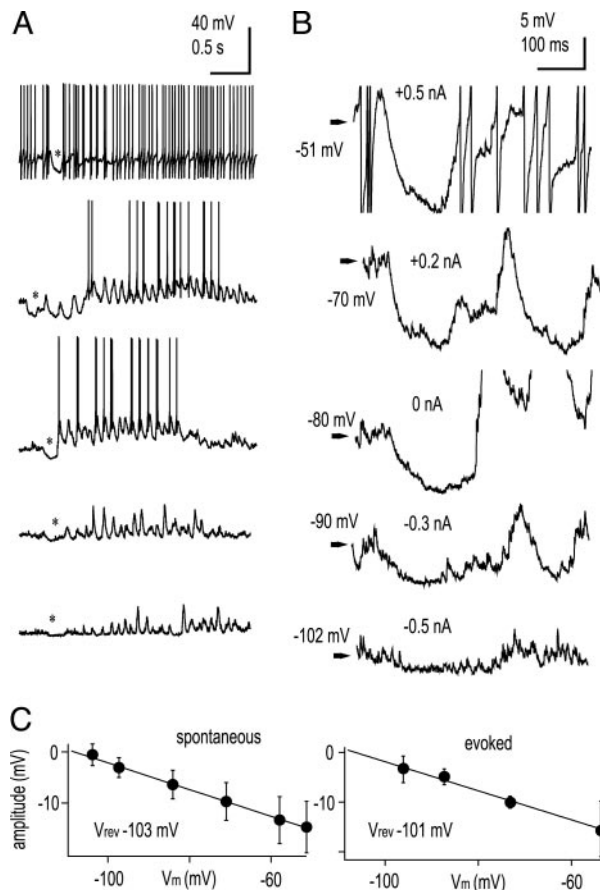 A
40 mV
0.5 s
*
*
*
*
*
B
5 mV
100 ms
+0.5 nA
-51 mV
+0.2 nA
-70 mV
0 nA
-80 mV
-90 mV
-0.3 nA
-102 mV
-0.5 nA
C
spontaneous
evoked
amplitude (mV)
0
-10
Vrev -103 mV
-100
Vm (mV)
-60
0
-10
Vrev -101 mV
-100
Vm (mV)
-60